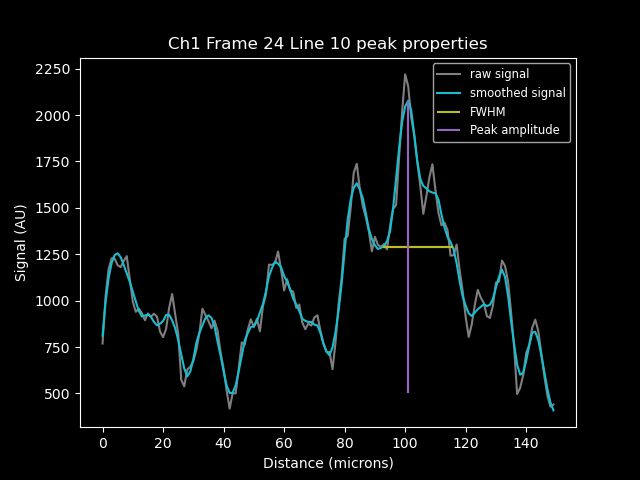 Ch1 Frame 24 Line 10 peak properties
raw signal
smoothed signal
FWHM
Peak amplitude
Signal (AU)
2250
2000
1750
1500
1250
1000
750
500
0 20 40 60 80 100 120 140
Distance (microns)